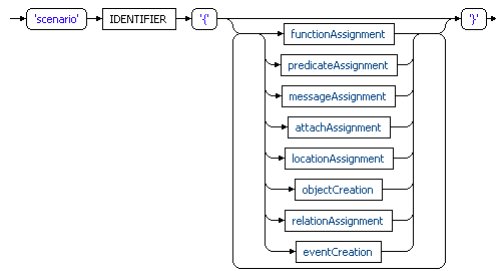 'scenario' IDENTIFIER '{' functionAssignment '}'
predicateAssignment
messageAssignment
attachAssignment
locationAssignment
objectCreation
relationAssignment
eventCreation